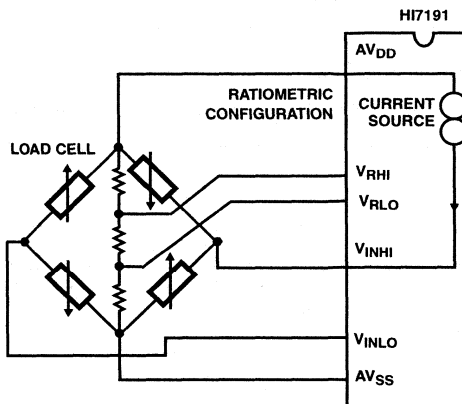 HI7191
AVDD
RATIOMETRIC
CONFIGURATION
CURRENT
SOURCE
LOAD CELL
VRHI
VRLO
VINHI
VINLO
AVSS